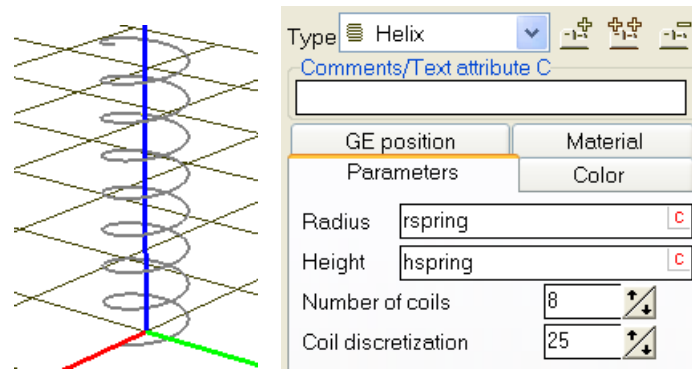 Type Helix
Comments/Text attribute C
GE position Material
Parameters Color
Radius rspring C
Height hspring C
Number of coils 8
Coil discretization 25